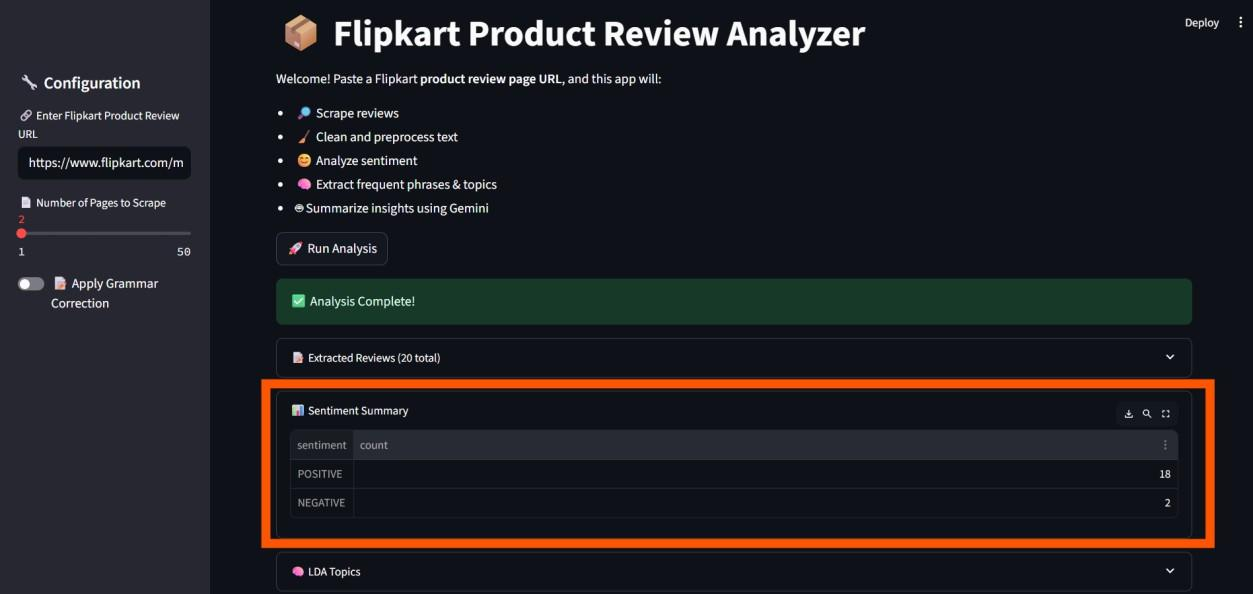 Deploy
Flipkart Product Review Analyzer
Configuration
Enter Flipkart Product Review
URL
https://www.flipkart.com/m
Number of Pages to Scrape
2
1 50
Apply Grammar
Correction
Welcome! Paste a Flipkart product review page URL, and this app will:
Scrape reviews
Clean and preprocess text
Analyze sentiment
Extract frequent phrases & topics
Summarize insights using Gemini
Run Analysis
Analysis Complete!
Extracted Reviews (20 total)
Sentiment Summary
sentiment count
POSITIVE 18
NEGATIVE 2
LDA Topics